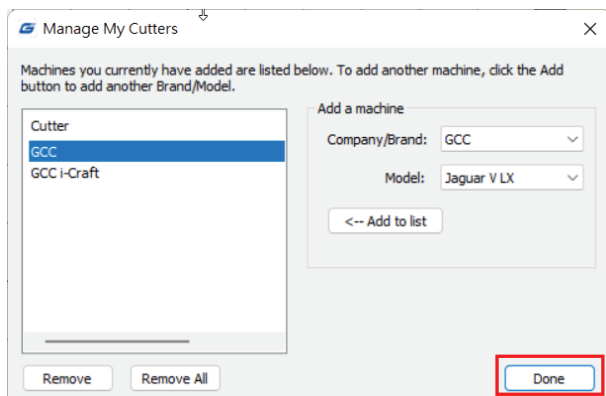 Manage My Cutters
Machines you currently have added are listed below. To add another machine, click the Add
button to add another Brand/Model.
Cutter
GCC
GCC i-Craft
Add a machine
Company/Brand: GCC
Model: Jaguar V LX
<-- Add to list
Remove
Remove All
Done